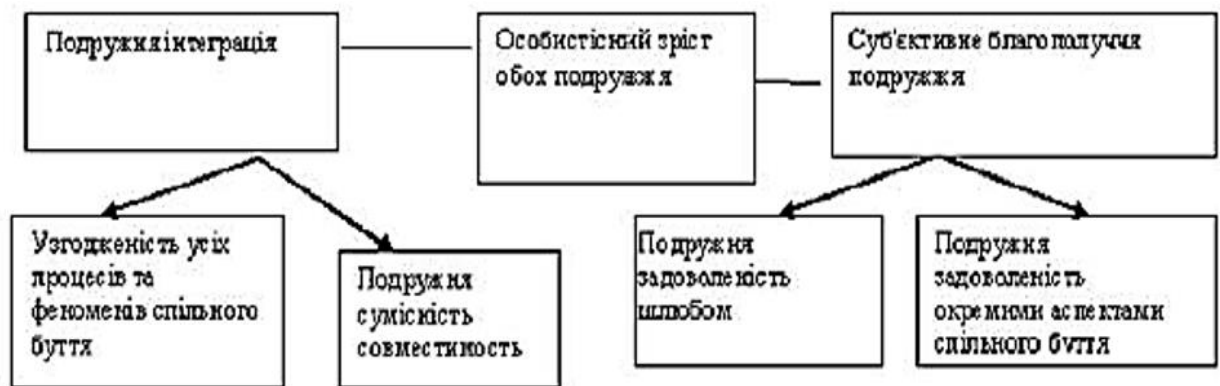 Подружня інтеграція
Особистісний зріст
обох подружжя
Суб'єктивне благополуччя
подружжя
Узгодженість усіх
процесів та
феноменів спільного
буття
Подружня
сумісність
совместимость
Подружня
задоволеність
шлюбом
Подружня
задоволеність
окремими аспектами
спільного буття